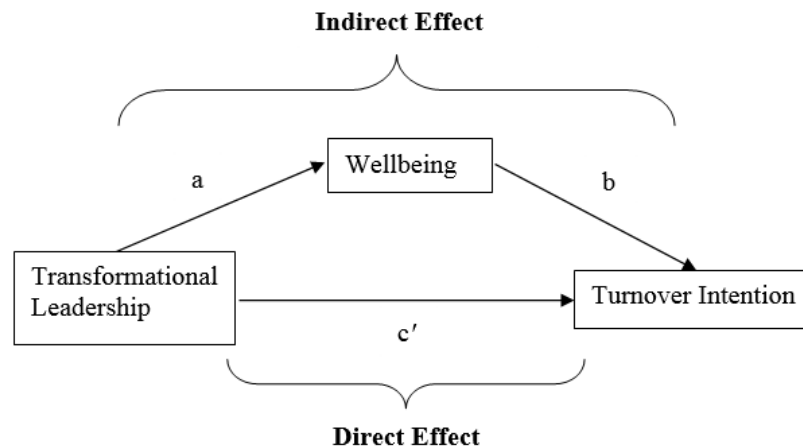 Indirect Effect
Wellbeing
a
b
Transformational
Leadership
Turnover Intention
c′
Direct Effect